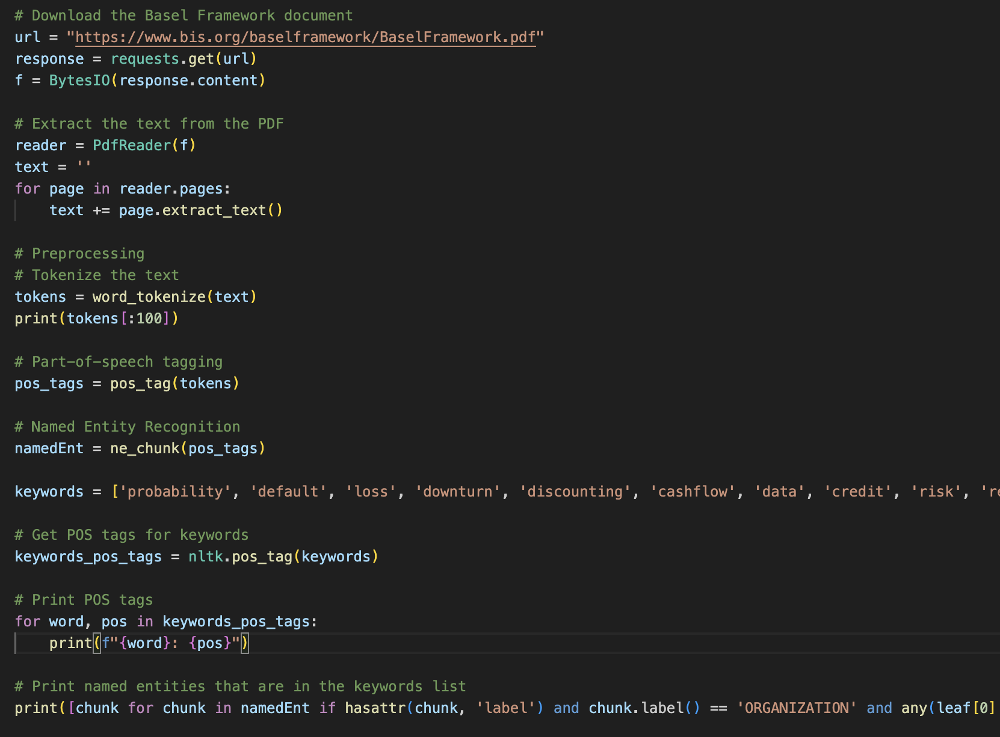 # Download the Basel Framework document
url = "https://www.bis.org/baselframework/BaselFramework.pdf"
response = requests.get(url)
f = BytesIO(response.content)
# Extract the text from the PDF
reader = PdfReader(f)
text = ''
for page in reader.pages:
    text += page.extract_text()
# Preprocessing
# Tokenize the text
tokens = word_tokenize(text)
print(tokens[:100])
# Part-of-speech tagging
pos_tags = pos_tag(tokens)
# Named Entity Recognition
namedEnt = ne_chunk(pos_tags)
keywords = ['probability', 'default', 'loss', 'downturn', 'discounting', 'cashflow', 'data', 'credit', 'risk', 're
# Get POS tags for keywords
keywords_pos_tags = nltk.pos_tag(keywords)
# Print POS tags
for word, pos in keywords_pos_tags:
    print(f"{word}: {pos}")
# Print named entities that are in the keywords list
print([chunk for chunk in namedEnt if hasattr(chunk, 'label') and chunk.label() == 'ORGANIZATION' and any(leaf[0]